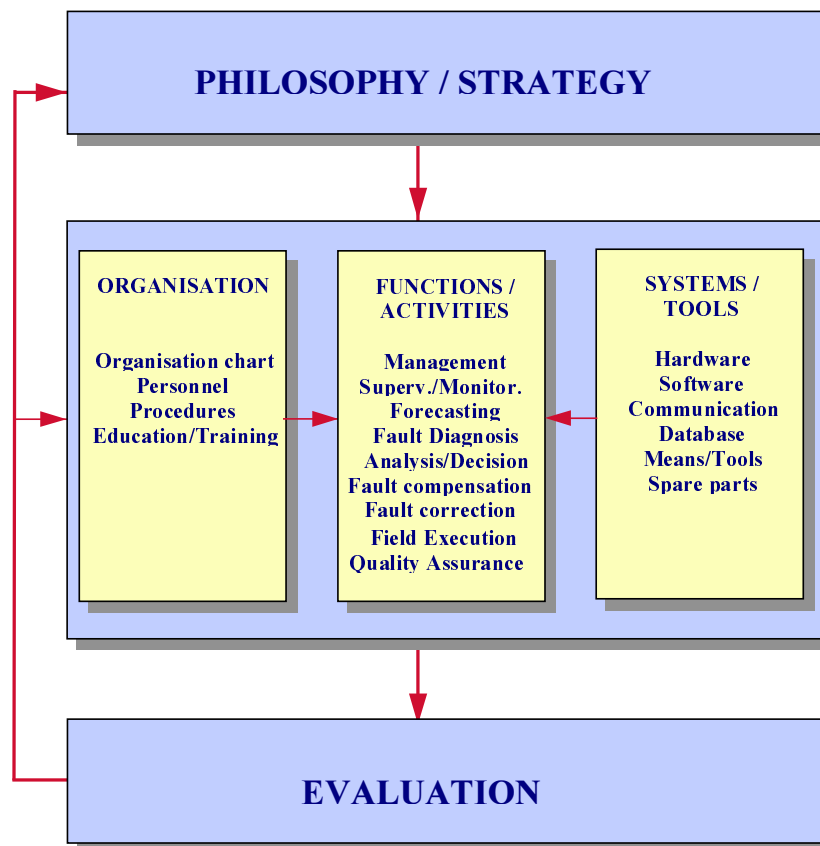 PHILOSOPHY / STRATEGY
ORGANISATION
Organisation chart
Personnel
Procedures
Education/Training
FUNCTIONS /
ACTIVITIES
Management
Superv./Monitor.
Forecasting
Fault Diagnosis
Analysis/Decision
Fault compensation
Fault correction
Field Execution
Quality Assurance
SYSTEMS /
TOOLS
Hardware
Software
Communication
Database
Means/Tools
Spare parts
EVALUATION